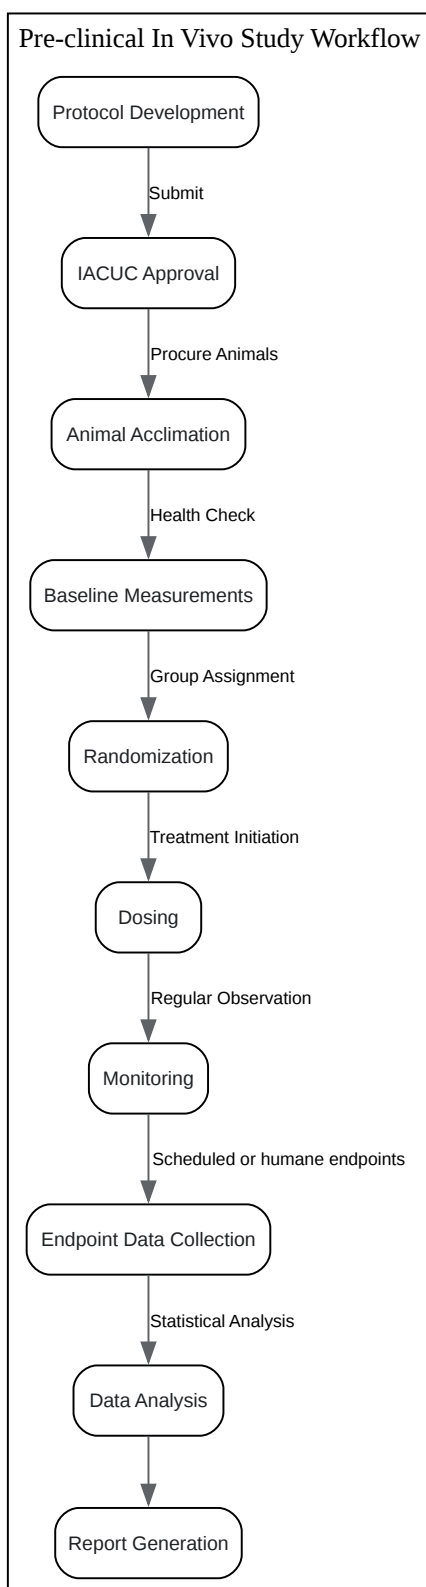 Pre-clinical In Vivo Study Workflow
Protocol Development
Submit
IACUC Approval
Procure Animals
Animal Acclimation
Health Check
Baseline Measurements
Group Assignment
Randomization
Treatment Initiation
Dosing
Regular Observation
Monitoring
Scheduled or humane endpoints
Endpoint Data Collection
Statistical Analysis
Data Analysis
Report Generation